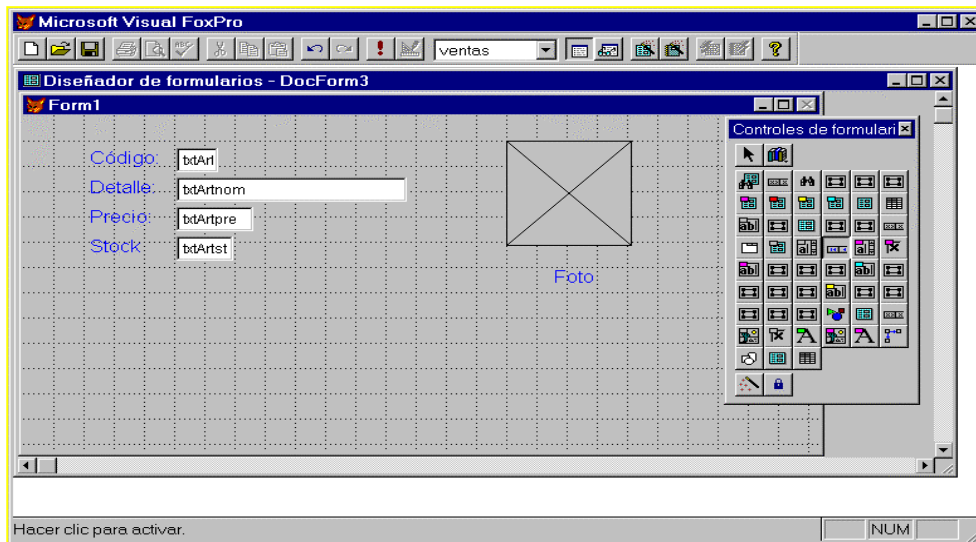 Microsoft Visual FoxPro
ventas
Diseñador de formularios - DocForm3
Form1
Controles de formulari
Código: txtArt
Detalle: txtArtnom
Precio: txtArtpre
Stock: txtArtst
Foto
Hacer clic para activar.
NUM